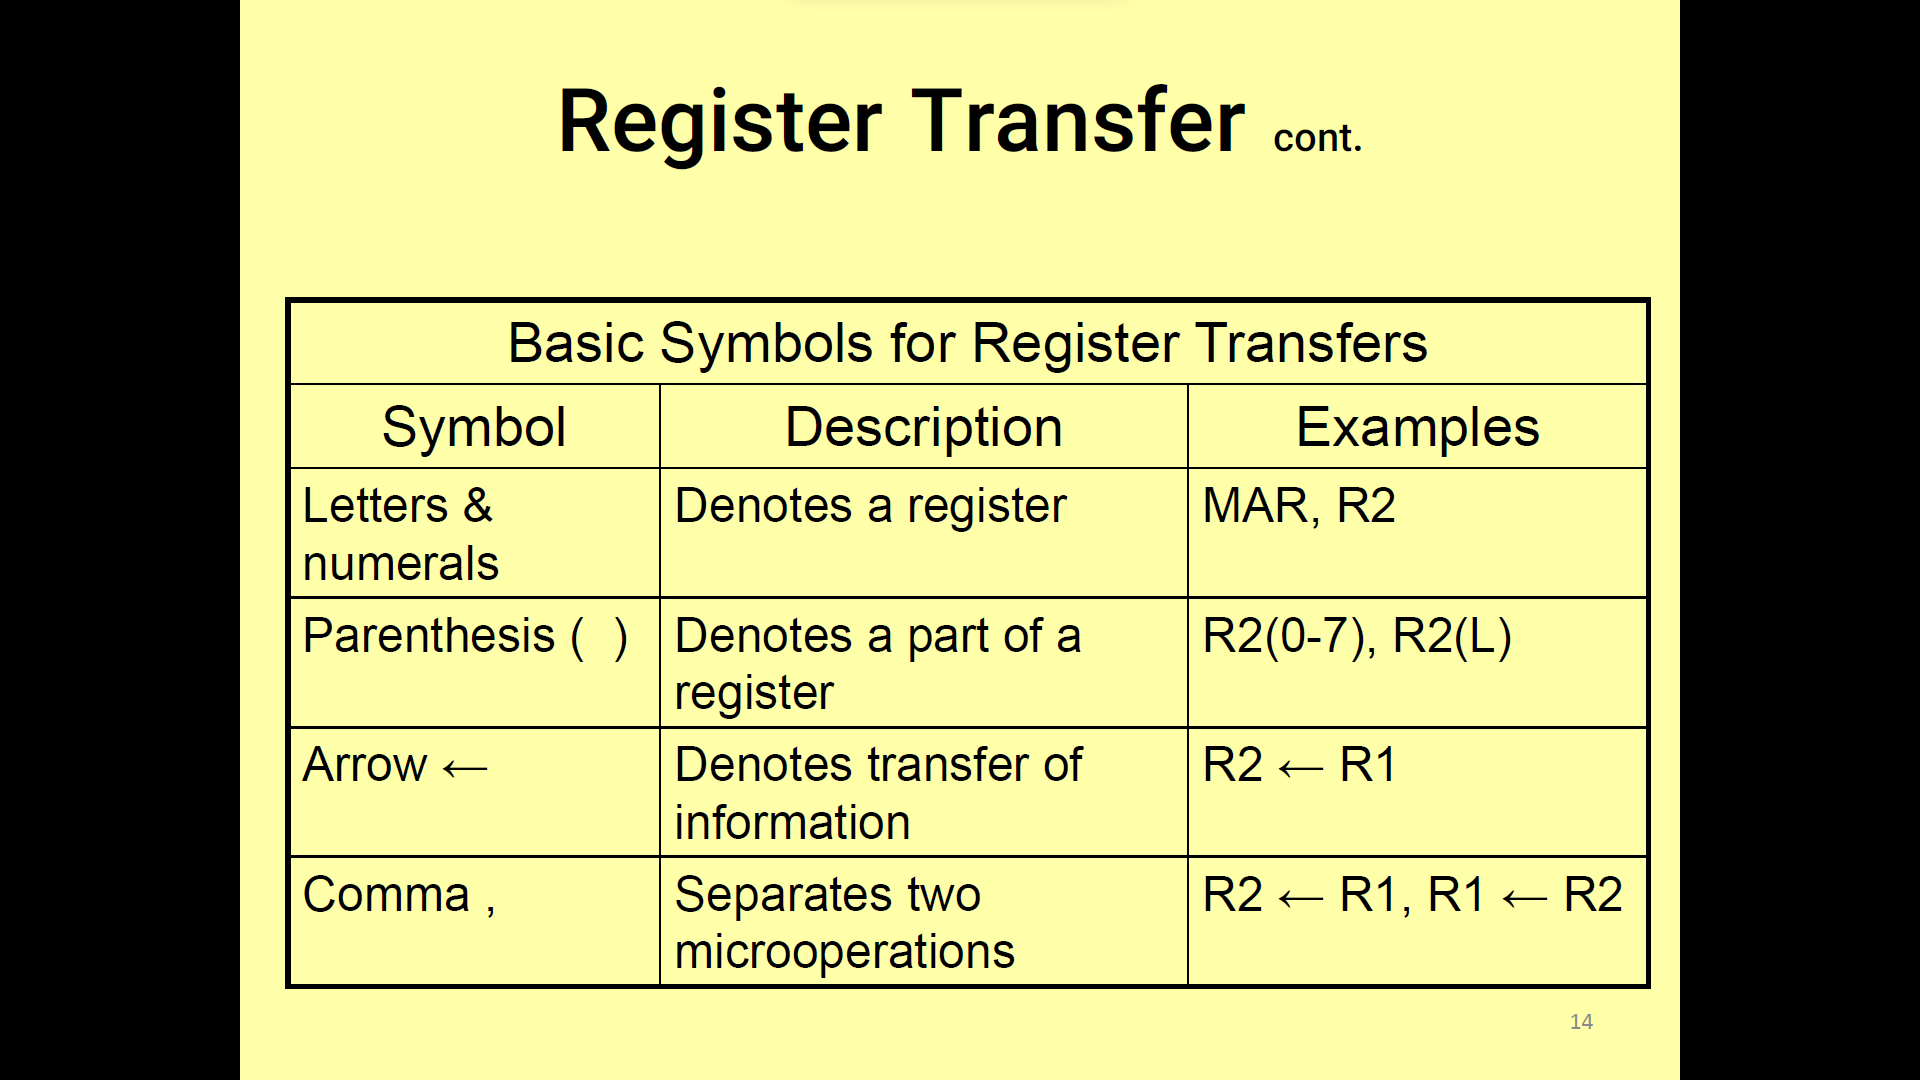 Register Transfer cont.
Basic Symbols for Register Transfers
Symbol Description Examples
Letters & Denotes a register MAR, R2
numerals
Parenthesis ( ) Denotes a part of a R2(0-7), R2(L)
register
Arrow ← Denotes transfer of R2 ← R1
information
Comma , Separates two R2 ← R1, R1 ← R2
microoperations
14